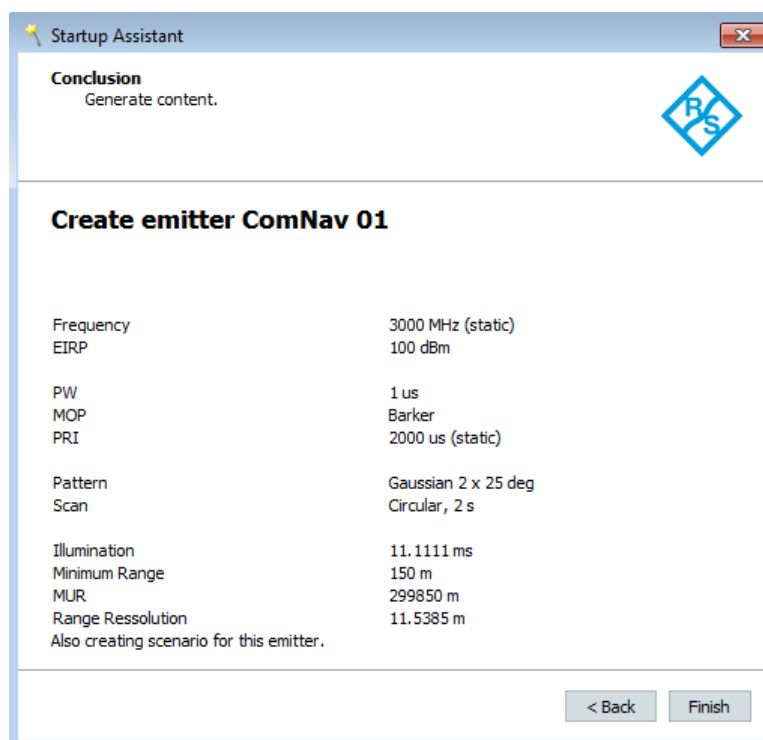 Startup Assistant
Conclusion
Generate content.
R S
Create emitter ComNav 01
Frequency 3000 MHz (static)
EIRP 100 dBm
PW 1 us
MOP Barker
PRI 2000 us (static)
Pattern Gaussian 2 x 25 deg
Scan Circular, 2 s
Illumination 11.1111 ms
Minimum Range 150 m
MUR 299850 m
Range Ressolution 11.5385 m
Also creating scenario for this emitter.
< Back Finish